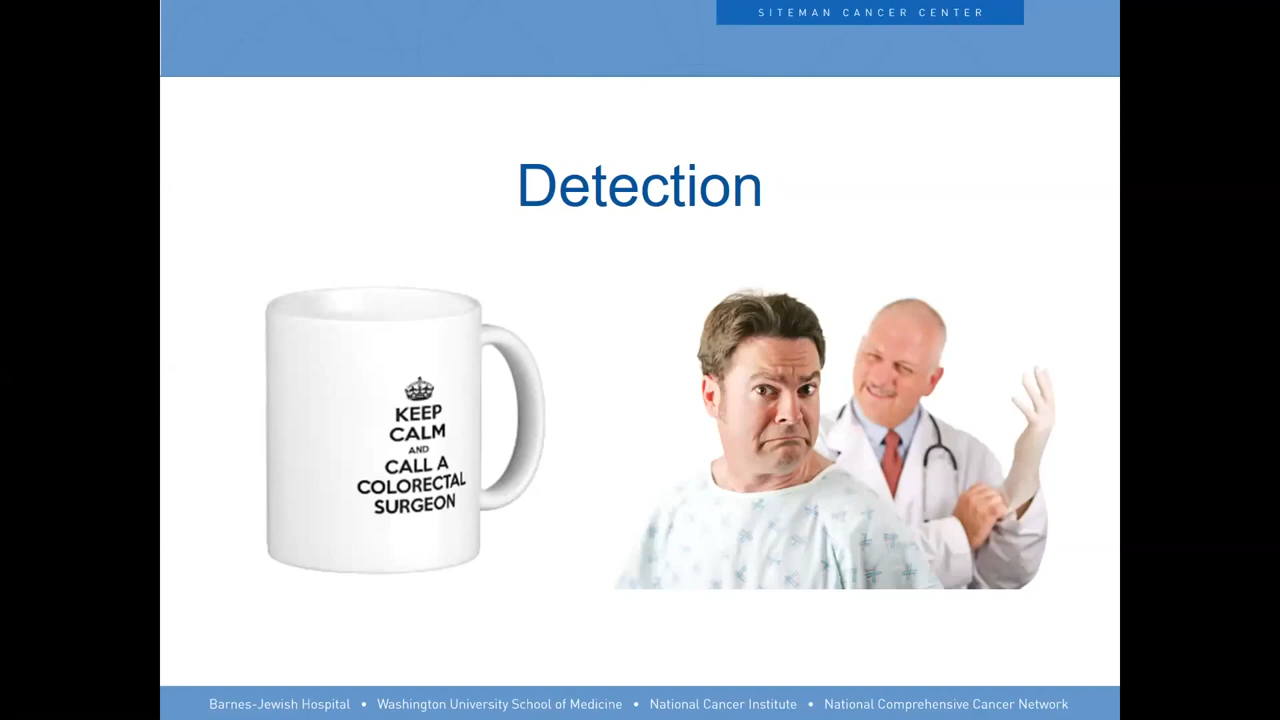 SITEMAN CANCER CENTER
Detection
KEEP
CALM
AND
CALL A
COLORECTAL
SURGEON
Barnes-Jewish Hospital • Washington University School of Medicine • National Cancer Institute • National Comprehensive Cancer Network